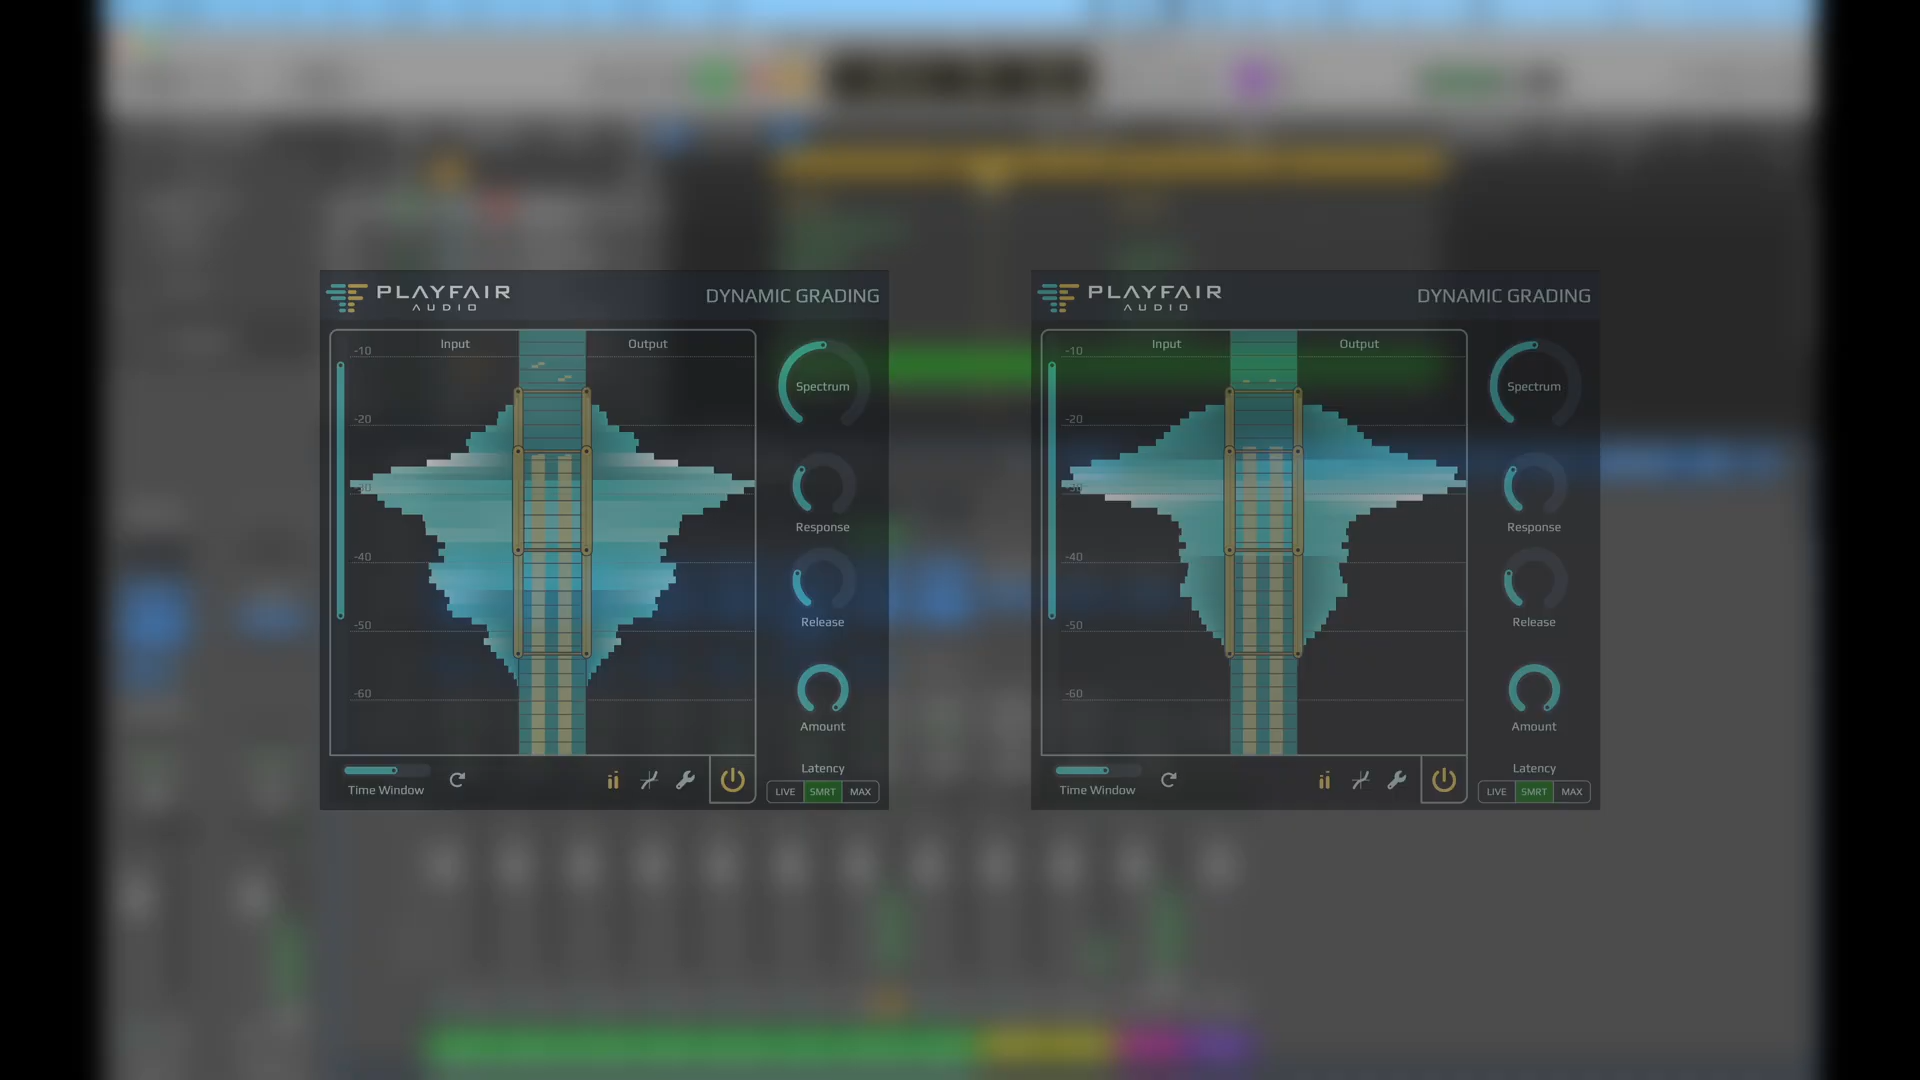 PLAYFAIR
AUDIO
DYNAMIC GRADING
Input
Output
-10
-20
-30
-40
-50
-60
Spectrum
Response
Release
Amount
Time Window
Latency
LIVE
SMRT
MAX
PLAYFAIR
AUDIO
DYNAMIC GRADING
Input
Output
-10
-20
-30
-40
-50
-60
Spectrum
Response
Release
Amount
Time Window
Latency
LIVE
SMRT
MAX